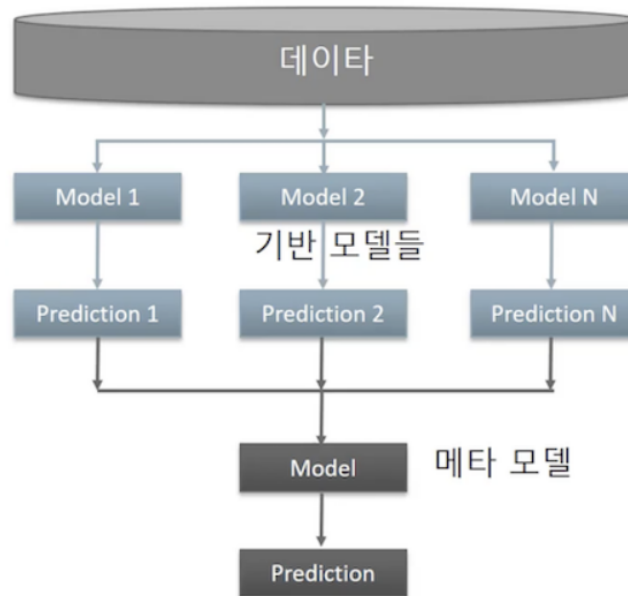 데이타
Model 1
Model 2
Model N
기반 모델들
Prediction 1
Prediction 2
Prediction N
Model
메타 모델
Prediction